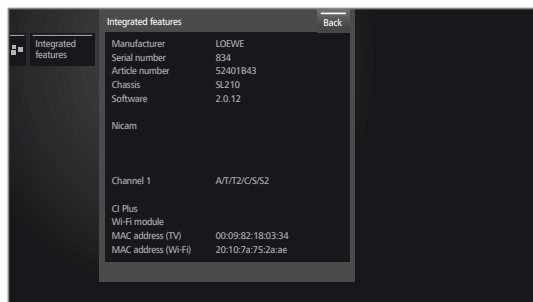 Integrated features
Back
Integrated
features
Manufacturer LOEWE
Serial number 834
Article number 52401B43
Chassis SL210
Software 2.0.12
Nicam
Channel 1 A/T/T2/C/S/S2
CI Plus
Wi-Fi module
MAC address (TV) 00:09:82:18:03:34
MAC address (Wi-Fi) 20:10:7a:75:2a:ae